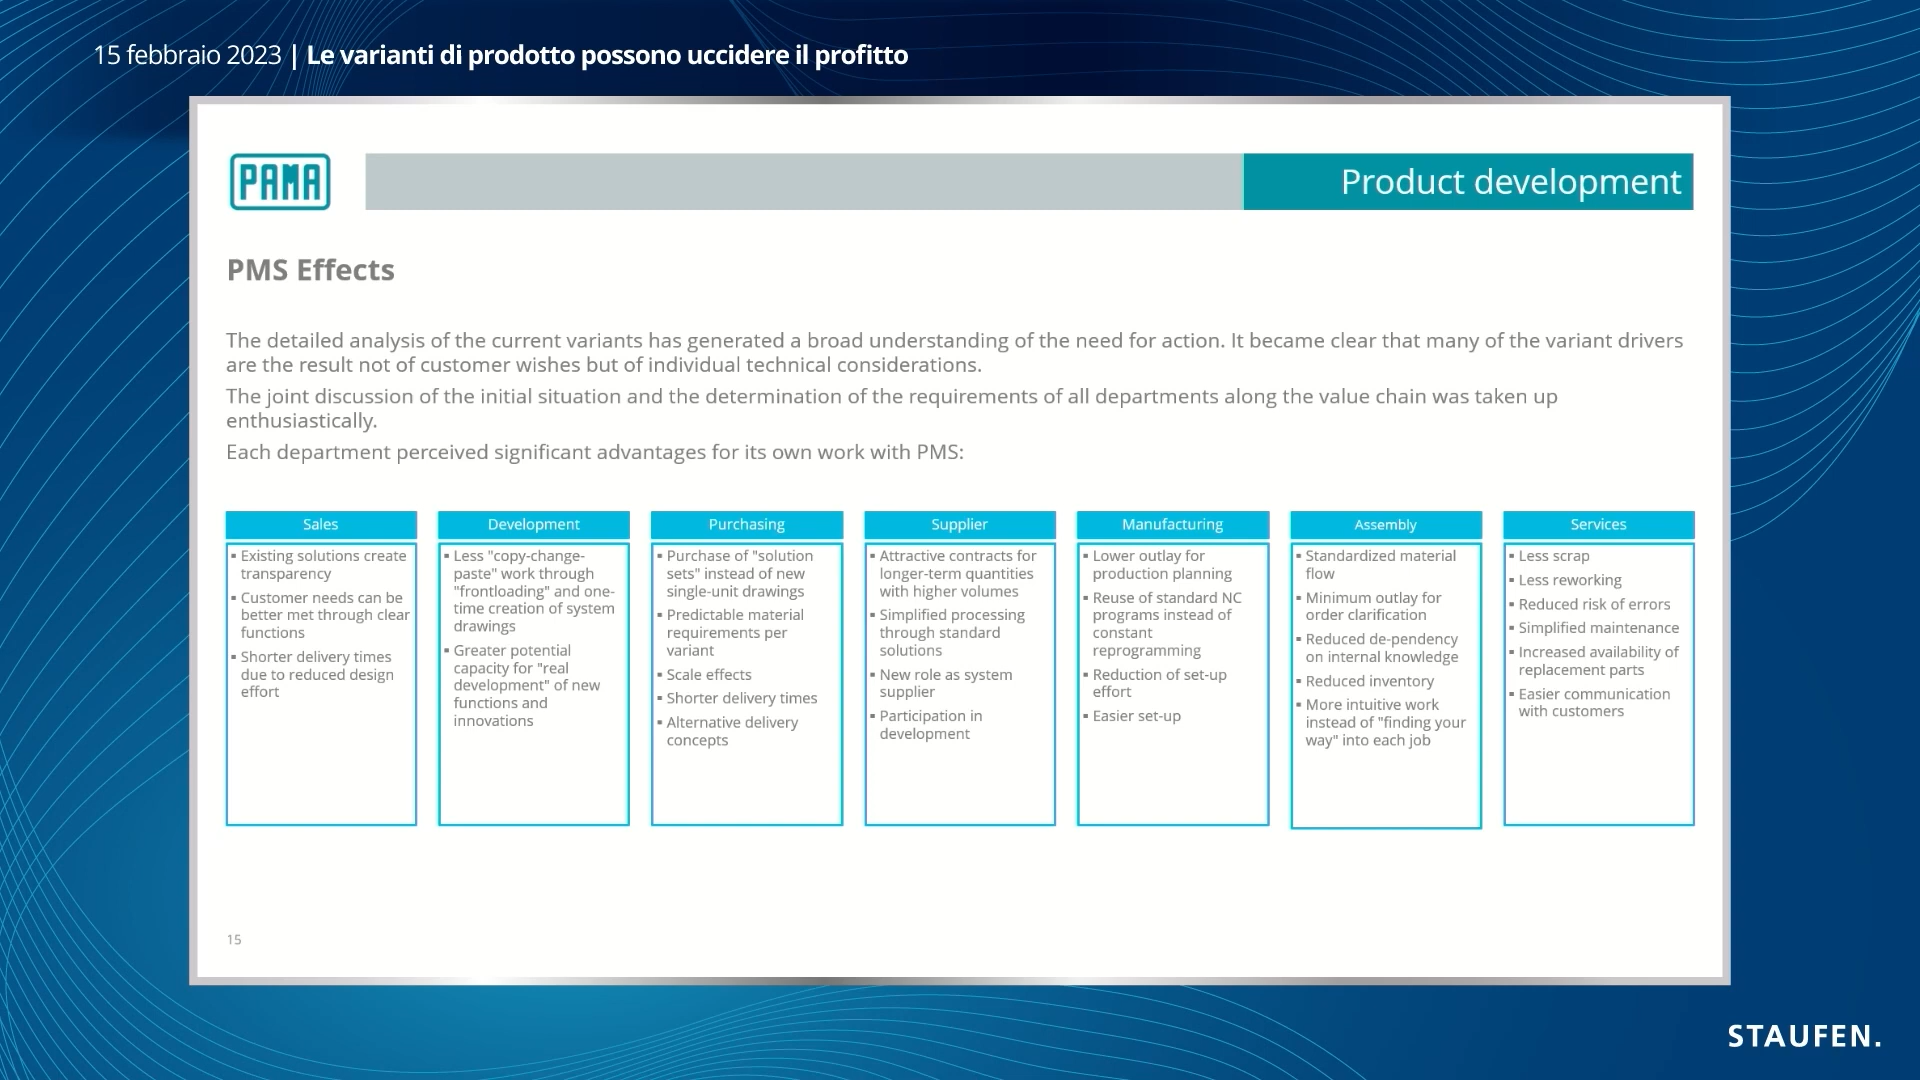 15 febbraio 2023 | Le varianti di prodotto possono uccidere il profitto
PAMA
Product development
PMS Effects
The detailed analysis of the current variants has generated a broad understanding of the need for action. It became clear that many of the variant drivers
are the result not of customer wishes but of individual technical considerations.
The joint discussion of the initial situation and the determination of the requirements of all departments along the value chain was taken up
enthusiastically.
Each department perceived significant advantages for its own work with PMS:
Sales
▪ Existing solutions create
transparency
▪ Customer needs can be
better met through clear
functions
▪ Shorter delivery times
due to reduced design
effort
Development
▪ Less "copy-change-
paste" work through
"frontloading" and one-
time creation of system
drawings
▪ Greater potential
capacity for "real
development" of new
functions and
innovations
Purchasing
▪ Purchase of "solution
sets" instead of new
single-unit drawings
▪ Predictable material
requirements per
variant
▪ Scale effects
▪ Shorter delivery times
▪ Alternative delivery
concepts
Supplier
▪ Attractive contracts for
longer-term quantities
with higher volumes
▪ Simplified processing
through standard
solutions
▪ New role as system
supplier
▪ Participation in
development
Manufacturing
▪ Lower outlay for
production planning
▪ Reuse of standard NC
programs instead of
constant
reprogramming
▪ Reduction of set-up
effort
▪ Easier set-up
Assembly
▪ Standardized material
flow
▪ Minimum outlay for
order clarification
▪ Reduced de-pendency
on internal knowledge
▪ Reduced inventory
▪ More intuitive work
instead of "finding your
way" into each job
Services
▪ Less scrap
▪ Less reworking
▪ Reduced risk of errors
▪ Simplified maintenance
▪ Increased availability of
replacement parts
▪ Easier communication
with customers
15
STAUFEN.